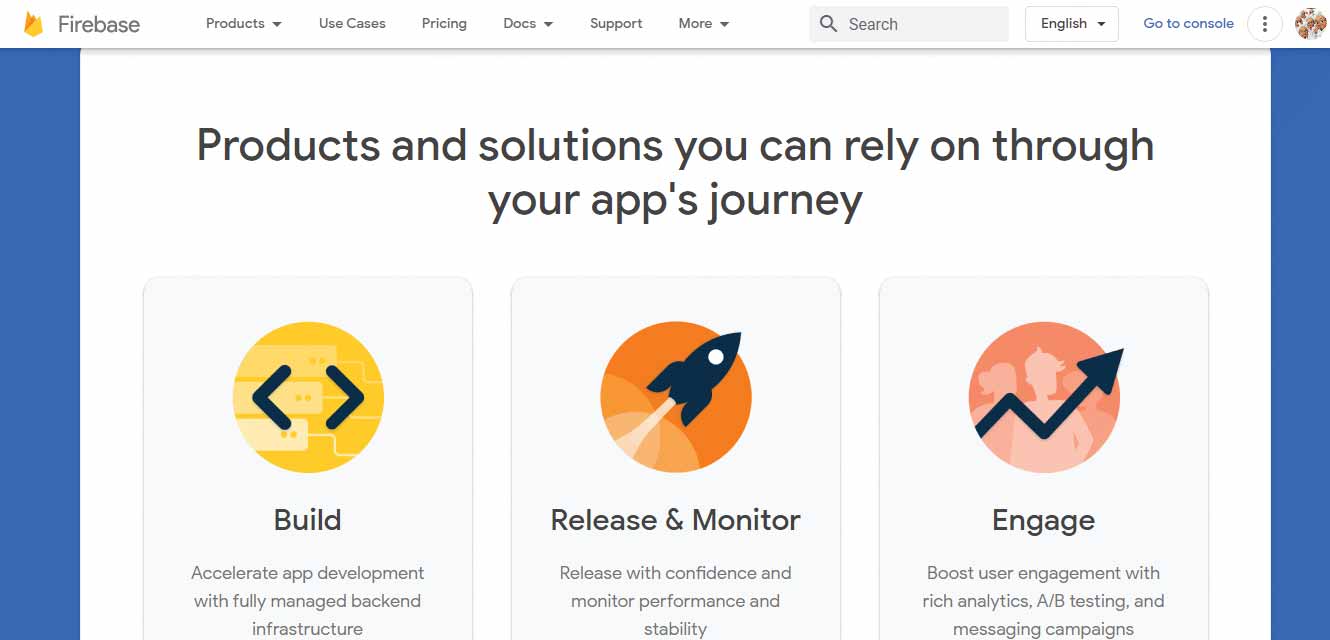 Firebase Products Use Cases Pricing Docs Support More Search English Go to console
Products and solutions you can rely on through
your app's journey
Build
Accelerate app development
with fully managed backend
infrastructure
Release & Monitor
Release with confidence and
monitor performance and
stability
Engage
Boost user engagement with
rich analytics, A/B testing, and
messaging campaigns